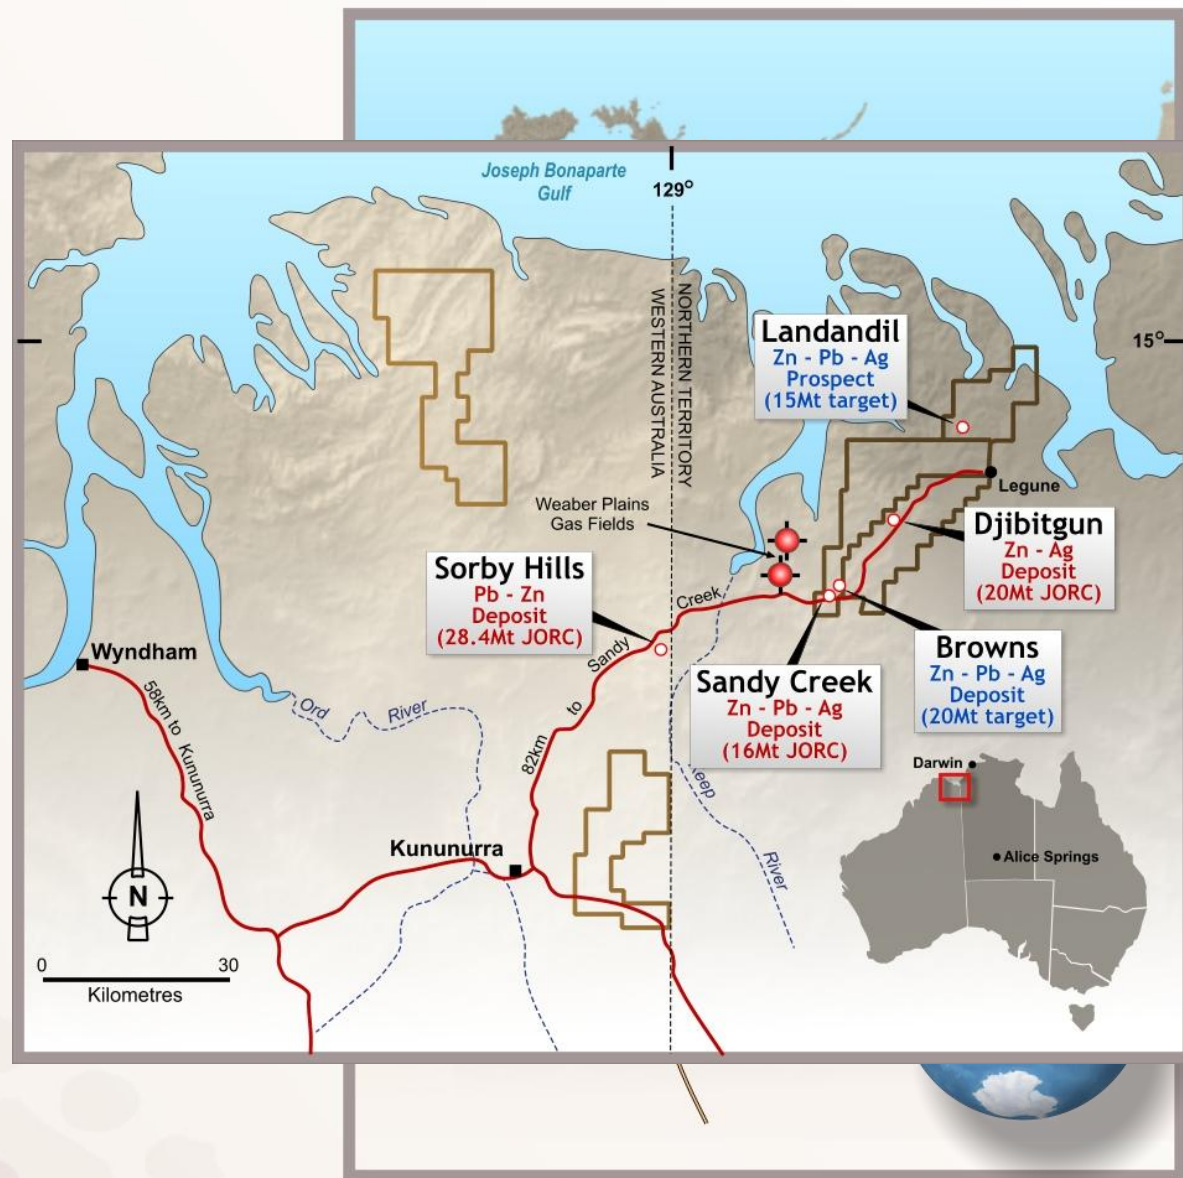 Joseph Bonaparte
Gulf
129°
NORTHERN TERRITORY
WESTERN AUSTRALIA
15°
Landandil
Zn - Pb - Ag
Prospect
(15Mt target)
Legune
Weaber Plains
Gas Fields
Djibitgun
Zn - Ag
Deposit
(20Mt JORC)
Sorby Hills
Pb - Zn
Deposit
(28.4Mt JORC)
Browns
Zn - Pb - Ag
Deposit
(20Mt target)
Sandy Creek
Zn - Pb - Ag
Deposit
(16Mt JORC)
Wyndham
58km to Kununurra
Ord River
82km to Sandy Creek
Kununurra
eep River
Darwin
Alice Springs
N
0 30
Kilometres